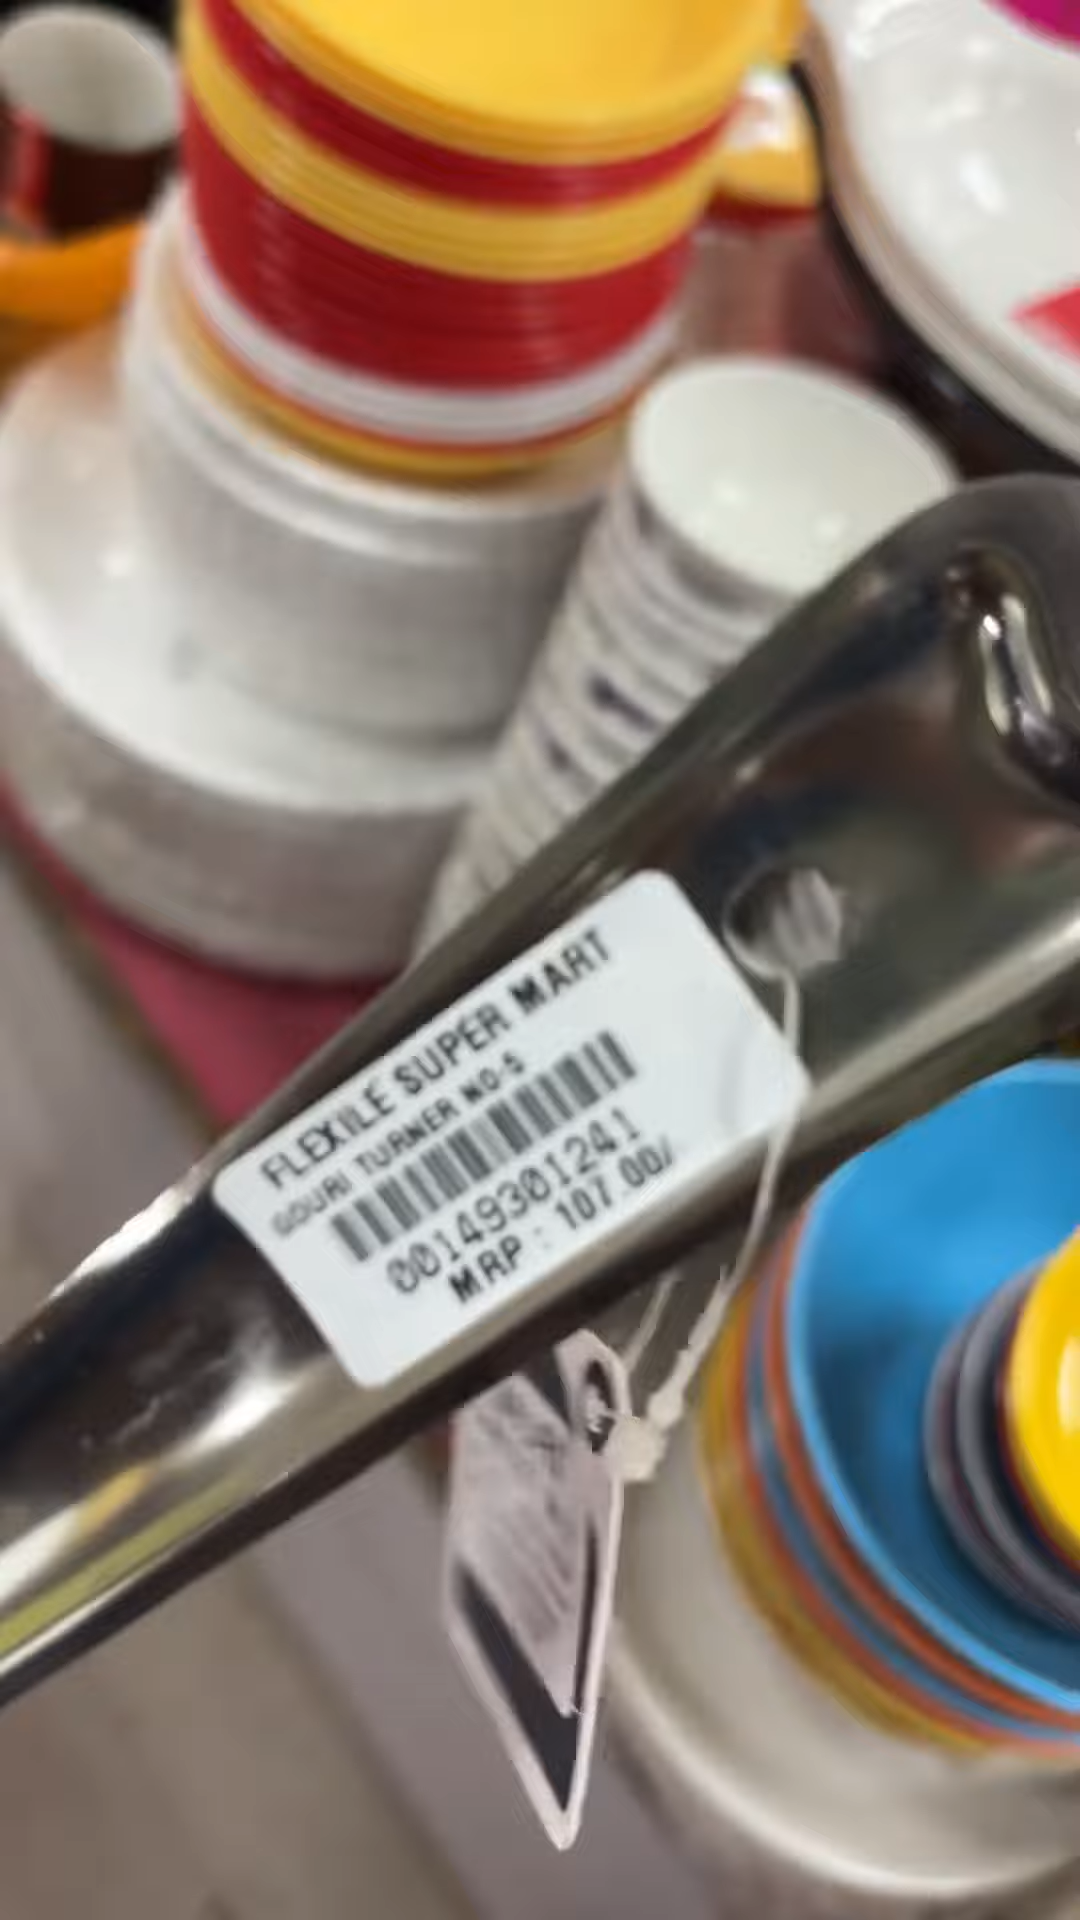 FLEXILE SUPER MART
GOURI TURNER NO-5
00149301241
MRP : 107.00/